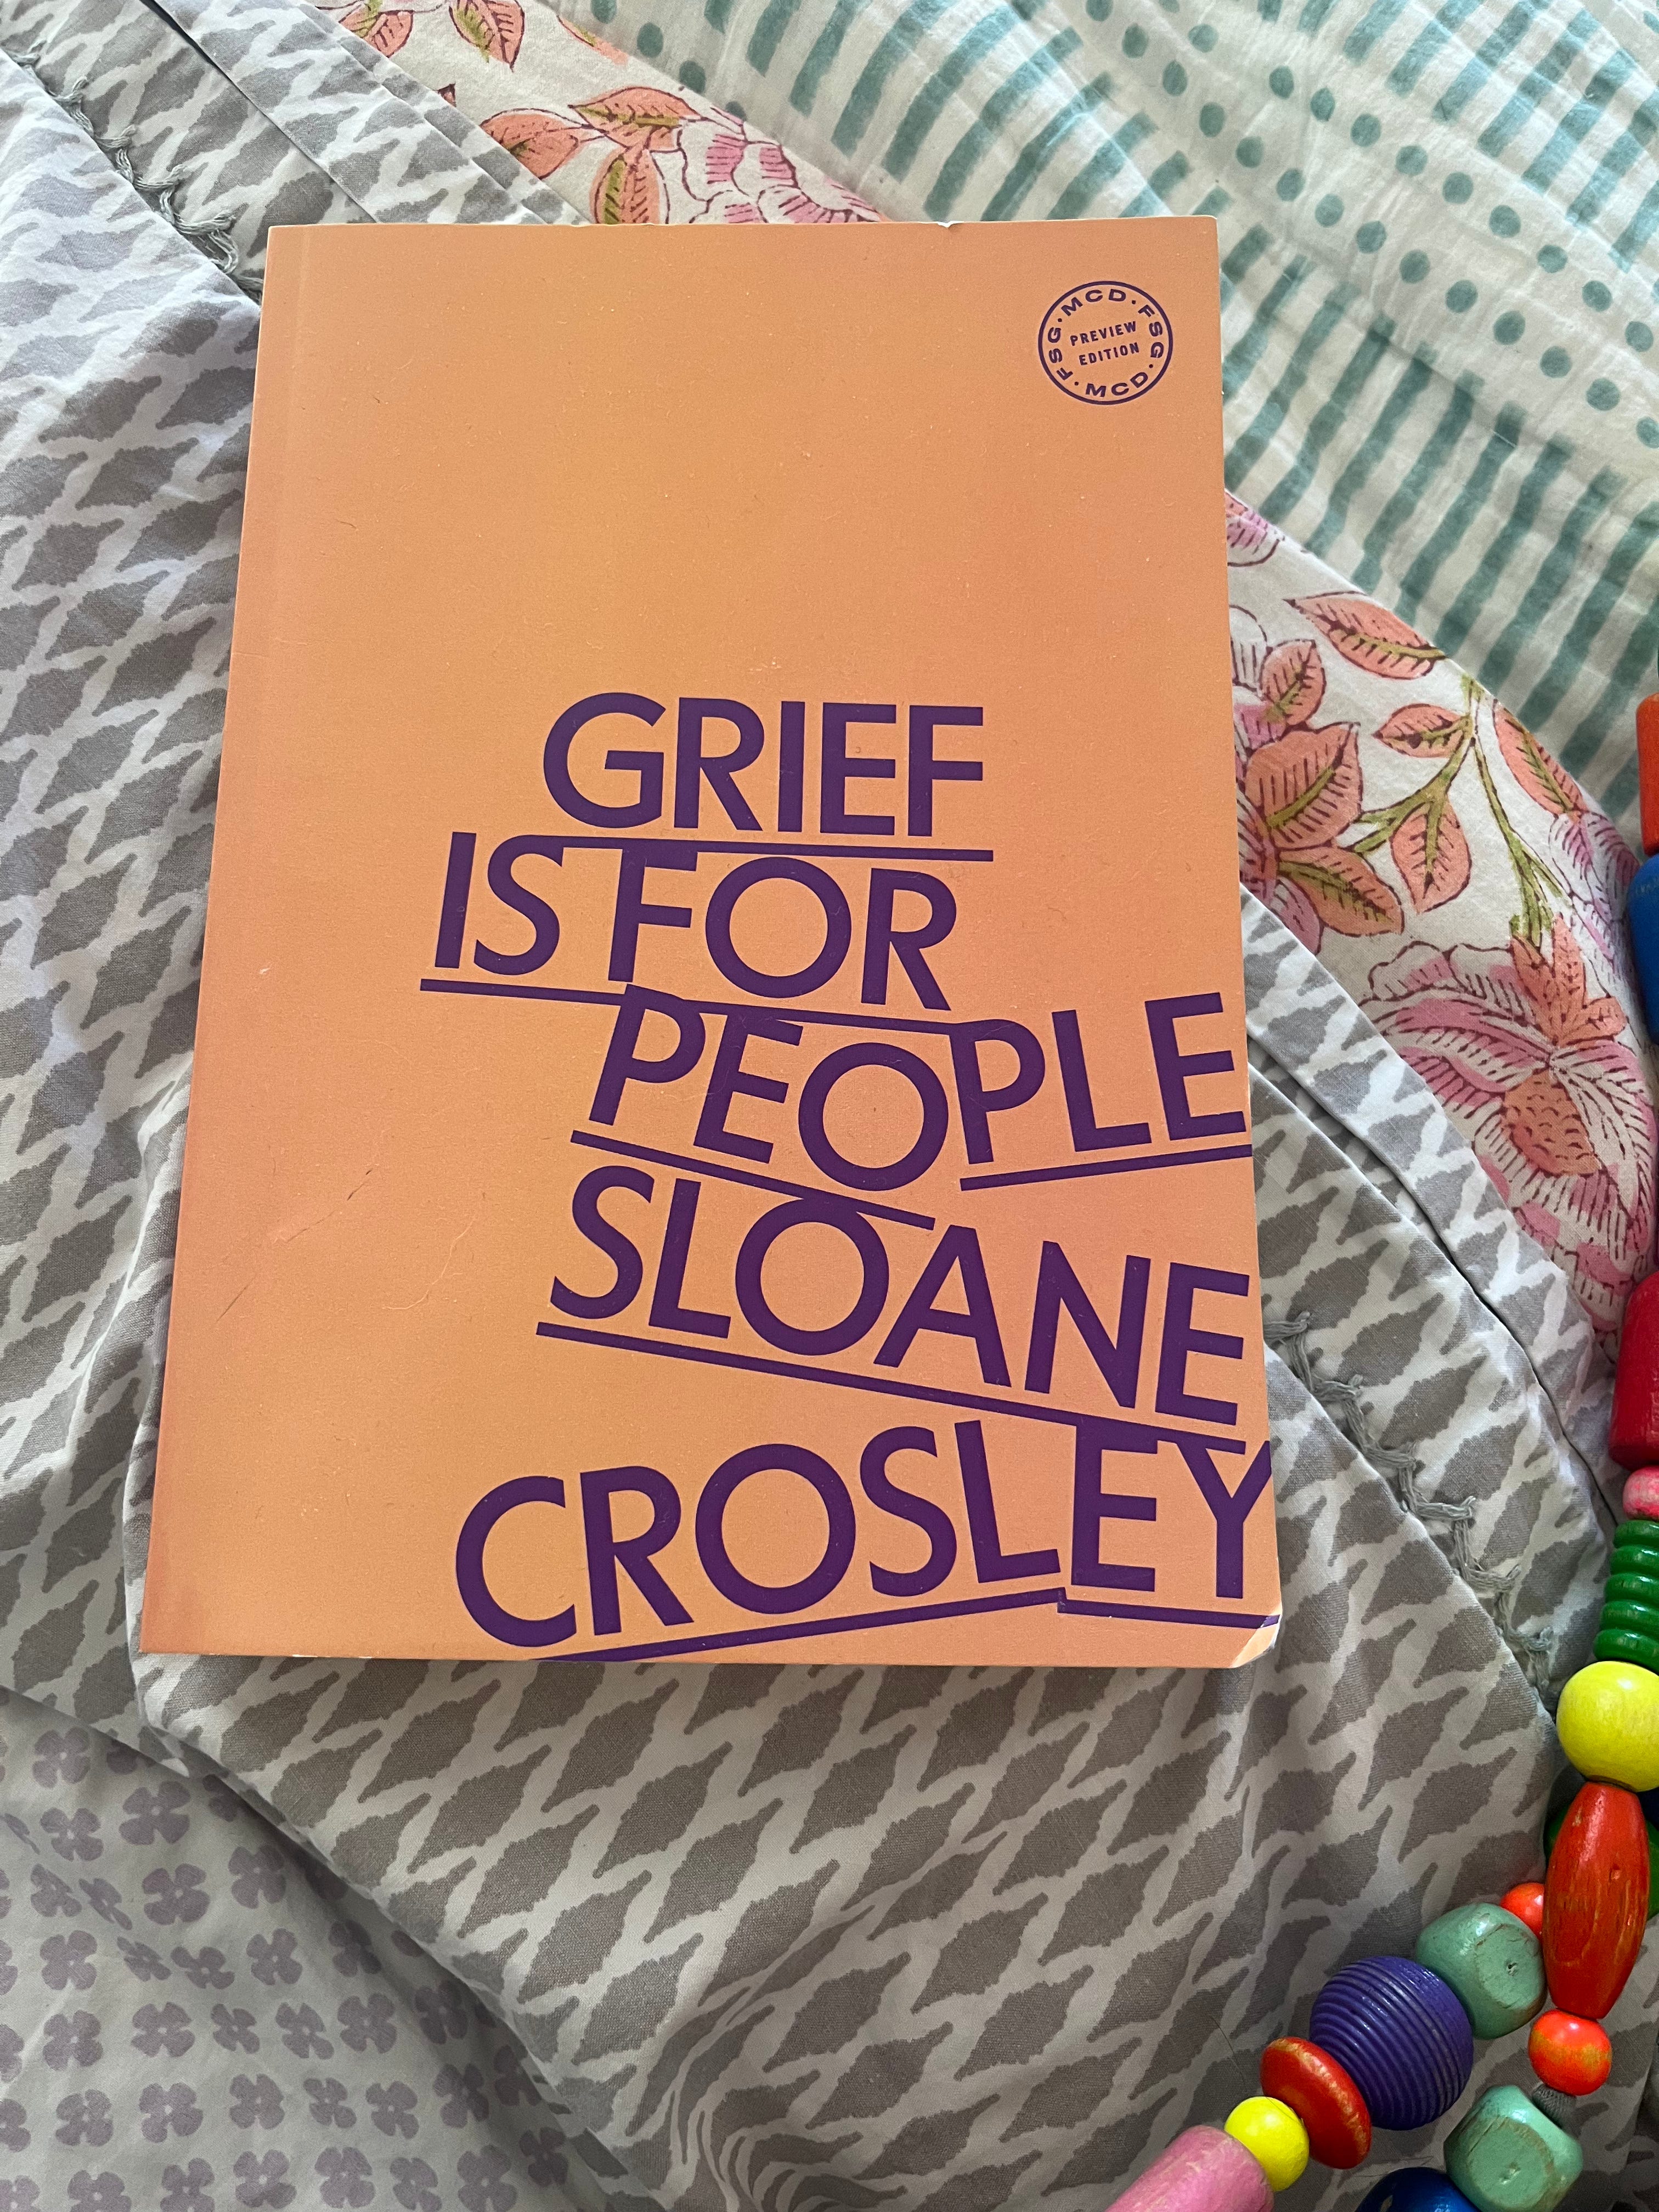 FSG · MCD · FSG · MCD ·
PREVIEW
EDITION
GRIEF
IS FOR
PEOPLE
SLOANE
CROSLEY